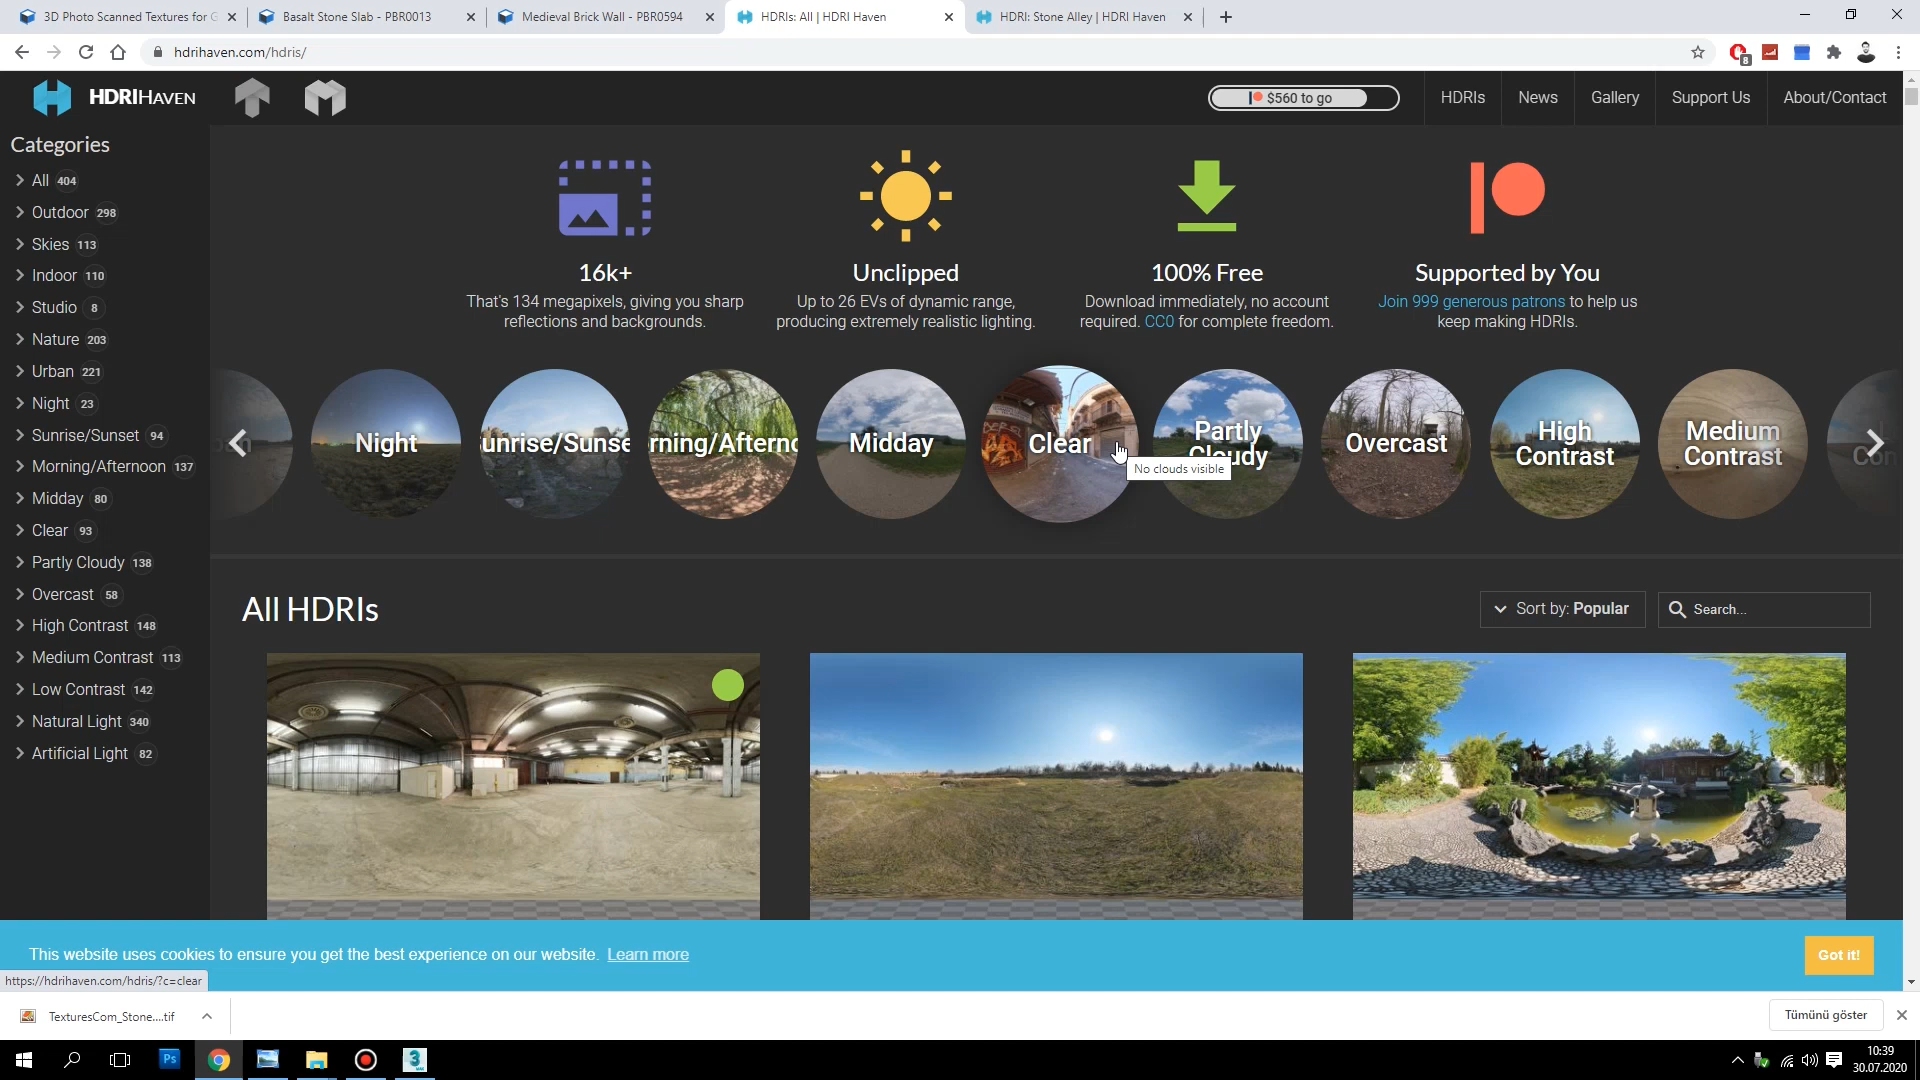 3D Photo Scanned Textures for G
Basalt Stone Slab - PBR0013
Medieval Brick Wall - PBR0594
HDRIs: All | HDRI Haven
HDRI: Stone Alley | HDRI Haven
hdrihaven.com/hdris/
8
HDRIHAVEN
$560 to go
HDRIs
News
Gallery
Support Us
About/Contact
Categories
All 404
Outdoor 298
Skies 113
Indoor 110
Studio 8
Nature 203
Urban 221
Night 23
Sunrise/Sunset 94
Morning/Afternoon 137
Midday 80
Clear 93
Partly Cloudy 138
Overcast 58
High Contrast 148
Medium Contrast 113
Low Contrast 142
Natural Light 340
Artificial Light 82
16k+
That's 134 megapixels, giving you sharp
reflections and backgrounds.
Unclipped
Up to 26 EVs of dynamic range,
producing extremely realistic lighting.
100% Free
Download immediately, no account
required. CC0 for complete freedom.
Supported by You
Join 999 generous patrons to help us
keep making HDRIs.
Night
unrise/Sunse
rning/Afterno
Midday
Clear
Partly
Cloudy
Overcast
High
Contrast
Medium
Contrast
No clouds visible
All HDRIs
Sort by: Popular
Search...
This website uses cookies to ensure you get the best experience on our website. Learn more
Got it!
https://hdrihaven.com/hdris/?c=clear
TexturesCom_Stone....tif
Tümünü göster
Ps
3
10:39
30.07.2020